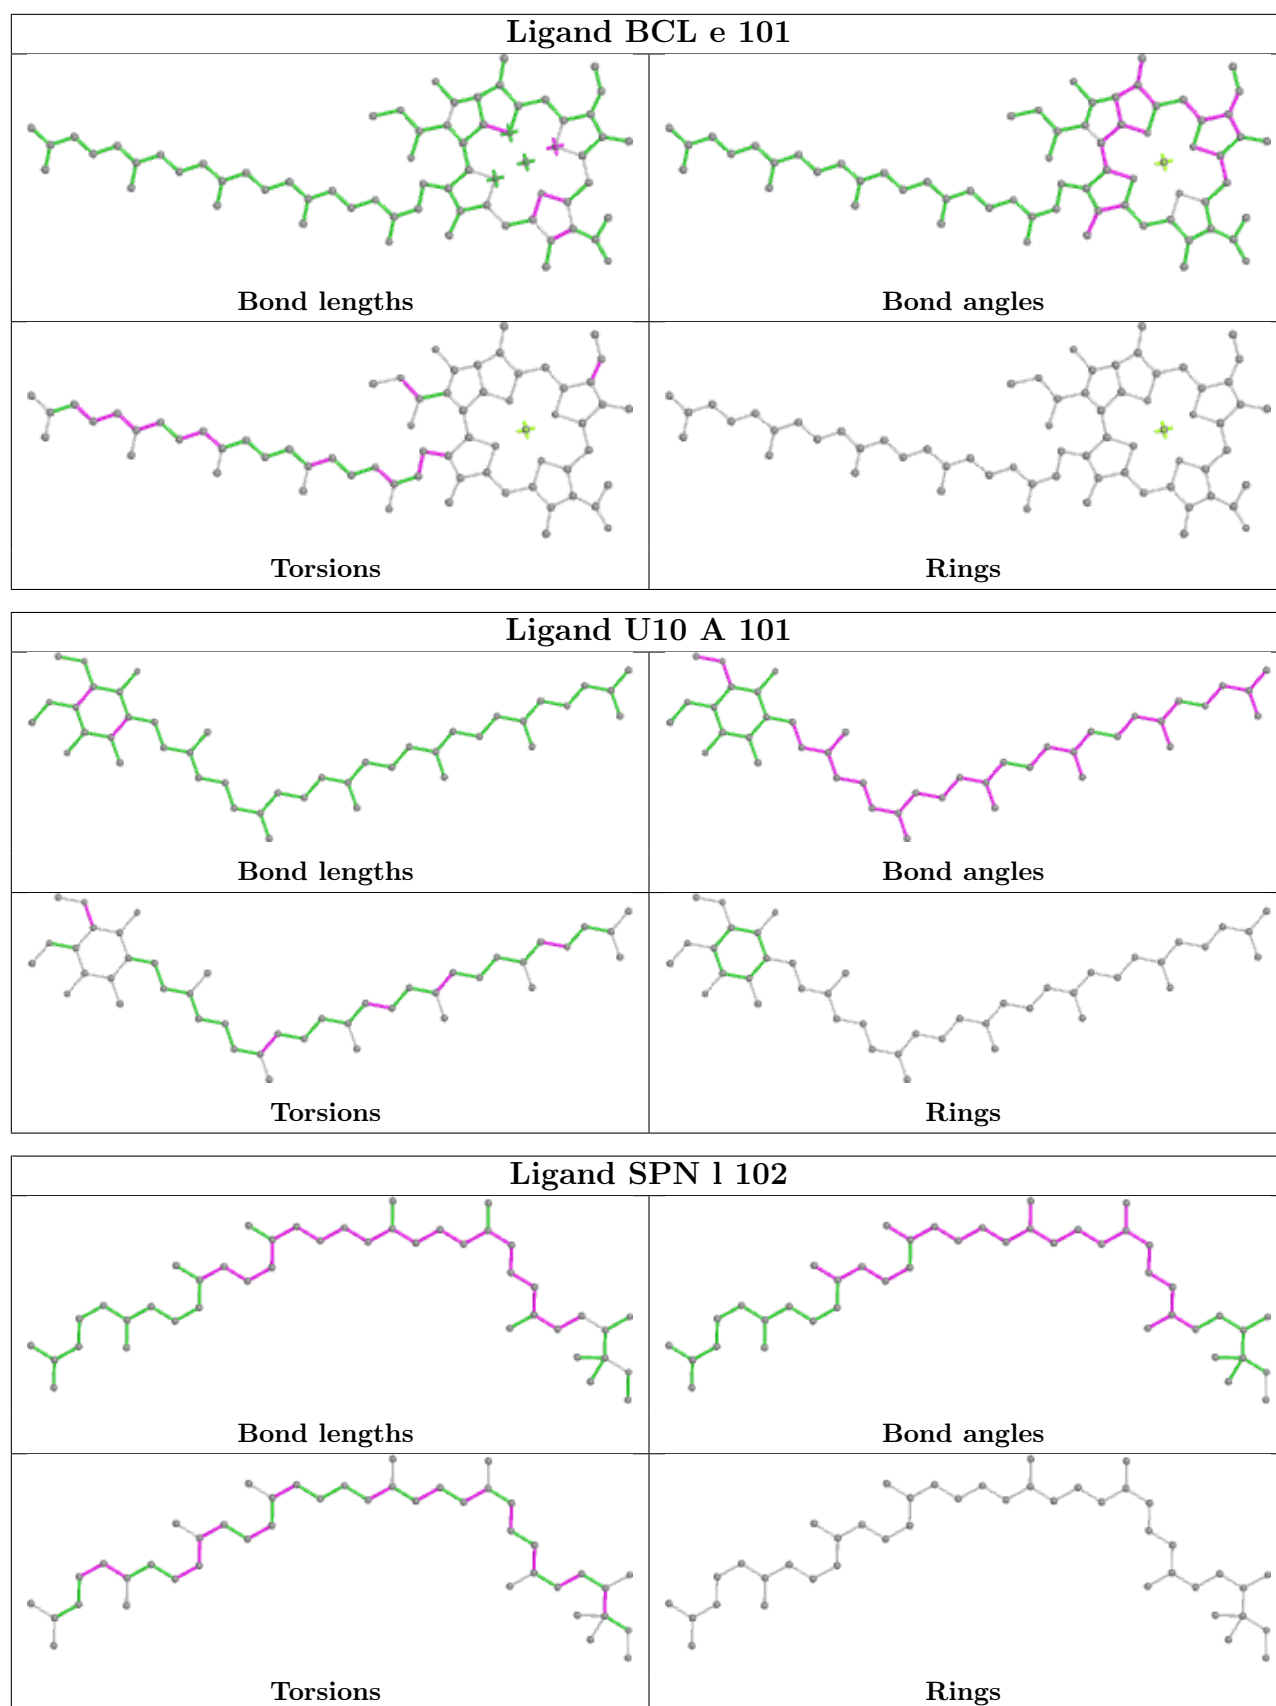 Ligand BCL e 101
Bond lengths
Bond angles
Torsions
Rings
Ligand U10 A 101
Bond lengths
Bond angles
Torsions
Rings
Ligand SPN l 102
Bond lengths
Bond angles
Torsions
Rings